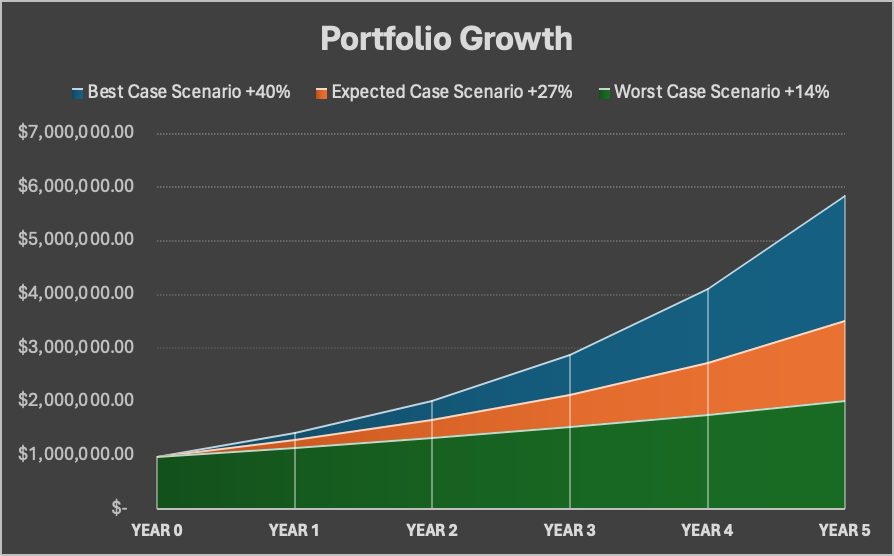 Portfolio Growth
Best Case Scenario +40% Expected Case Scenario +27% Worst Case Scenario +14%
$7,000,000.00
$6,000,000.00
$5,000,000.00
$4,000,000.00
$3,000,000.00
$2,000,000.00
$1,000,000.00
$-
YEAR 0 YEAR 1 YEAR 2 YEAR 3 YEAR 4 YEAR 5